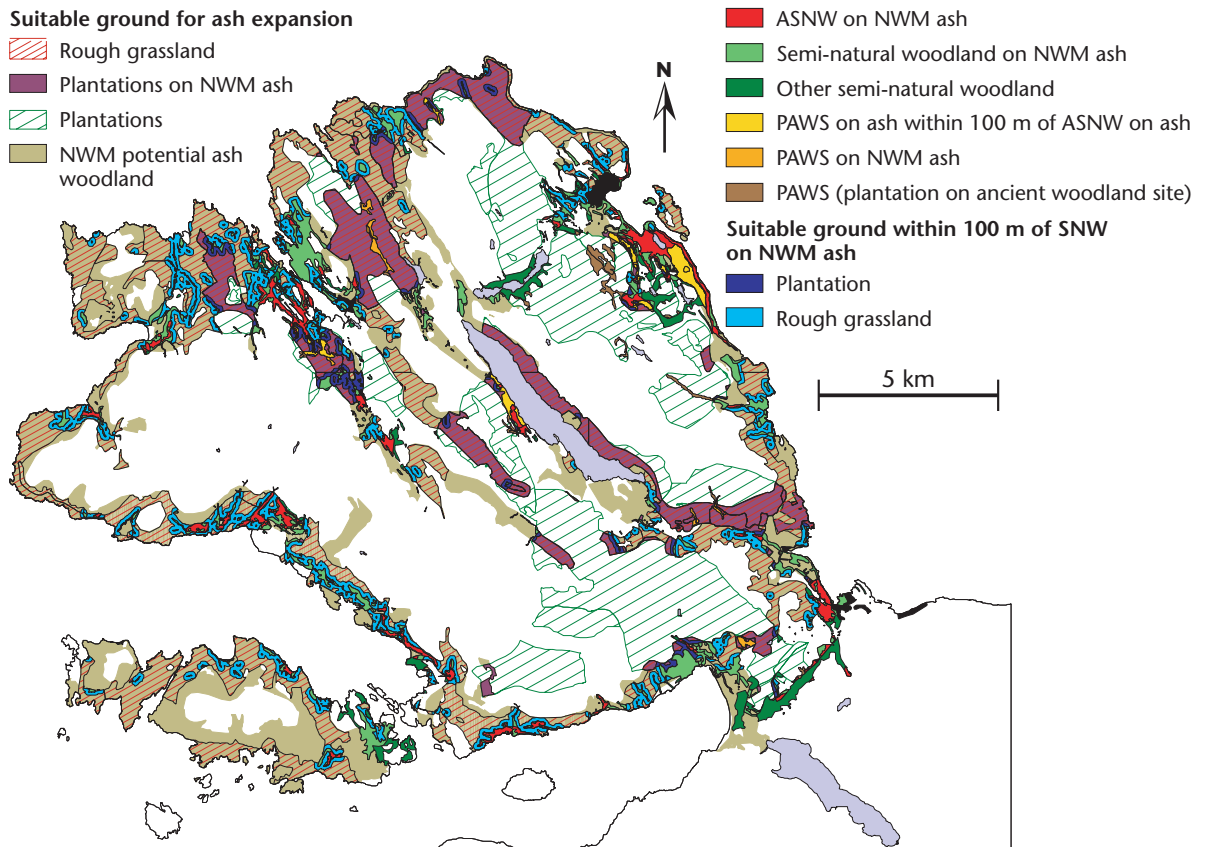 Suitable ground for ash expansion
Rough grassland
Plantations on NWM ash
Plantations
NWM potential ash
woodland
N
ASNW on NWM ash
Semi-natural woodland on NWM ash
Other semi-natural woodland
PAWS on ash within 100 m of ASNW on ash
PAWS on NWM ash
PAWS (plantation on ancient woodland site)
Suitable ground within 100 m of SNW
on NWM ash
Plantation
Rough grassland
5 km